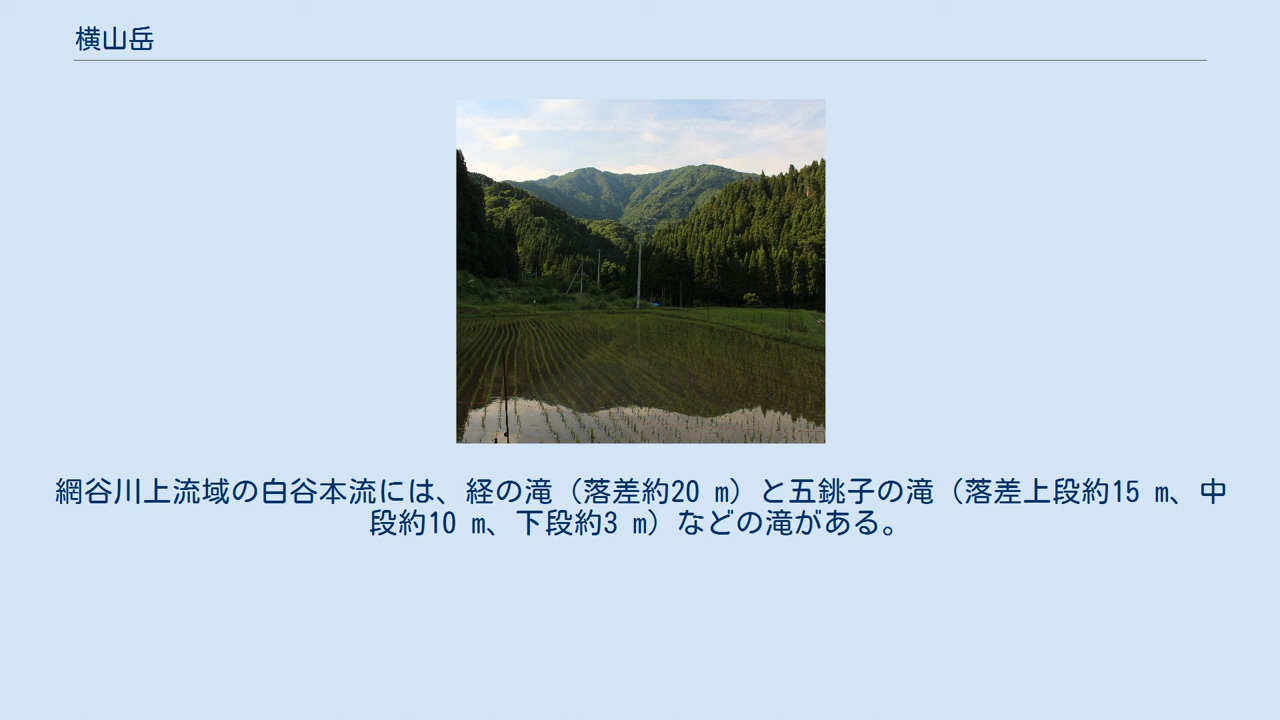 横山岳
網谷川上流域の白谷本流には、経の滝（落差約20 m）と五銚子の滝（落差上段約15 m、中
段約10 m、下段約3 m）などの滝がある。